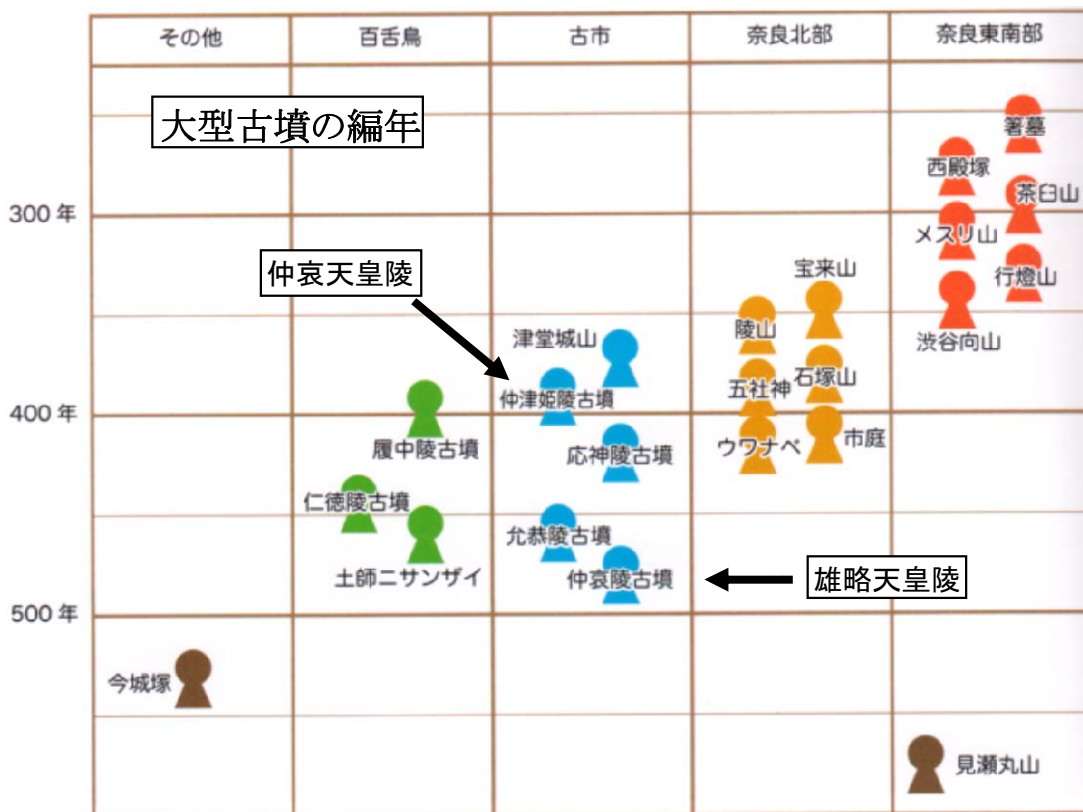 その他
百舌鳥
古市
奈良北部
奈良東南部
大型古墳の編年
箸墓
西殿塚
茶臼山
300年
メスリ山
仲哀天皇陵
宝来山
行燈山
陵山
津堂城山
渋谷向山
石塚山
五社神
仲津姫陵古墳
400年
市庭
ウワナベ
履中陵古墳
応神陵古墳
仁徳陵古墳
允恭陵古墳
土師ニサンザイ
仲哀陵古墳
雄略天皇陵
500年
今城塚
見瀬丸山